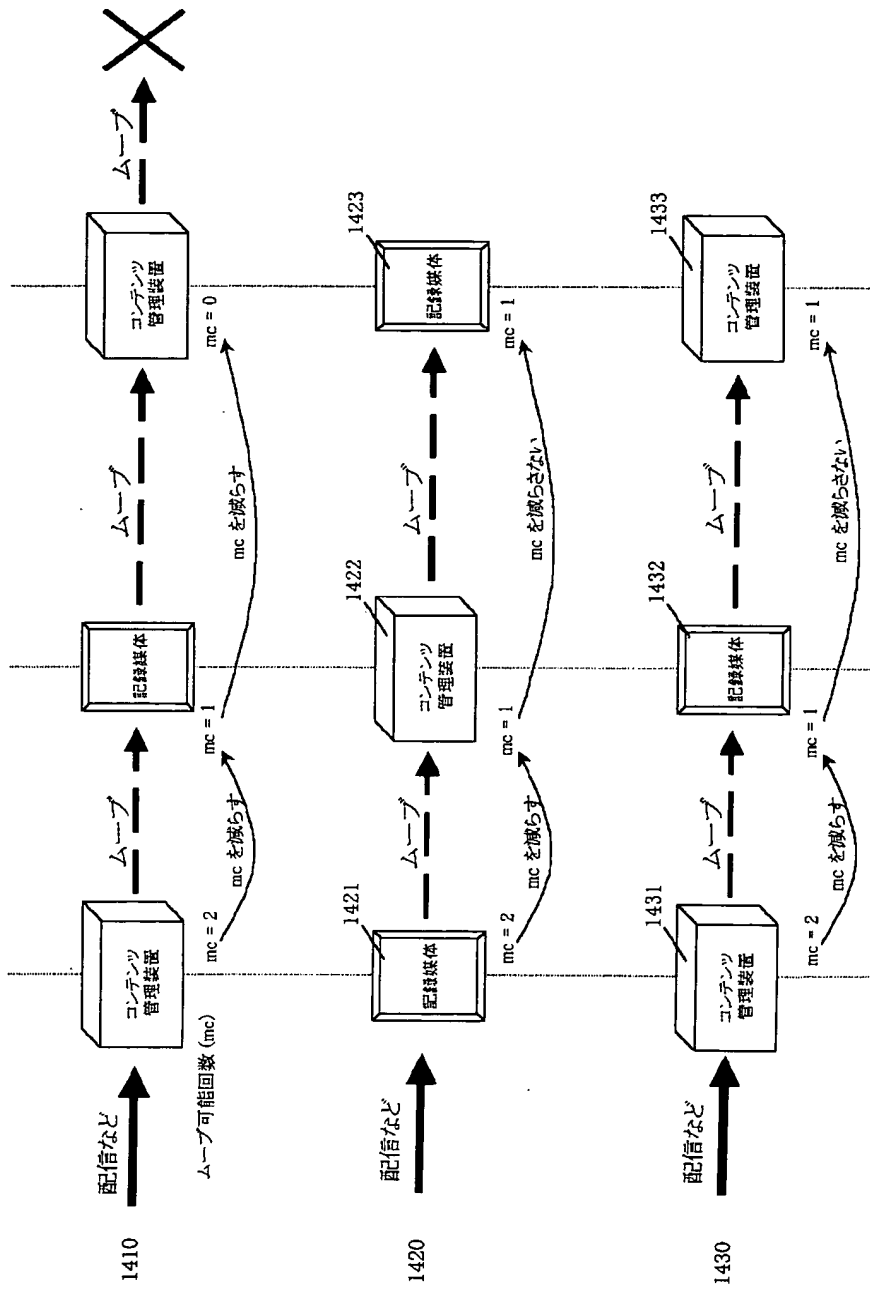 1410
配信など
コンテンツ
管理装置
ムーブ可能回数 (mc)
mc = 2
ムーブ
mc を減らす
記録媒体
mc = 1
ムーブ
mc を減らす
コンテンツ
管理装置
mc = 0
ムーブ
1420
配信など
1421
記録媒体
mc = 2
ムーブ
mc を減らす
1422
コンテンツ
管理装置
mc = 1
ムーブ
mc を減らさない
1423
記録媒体
mc = 1
1430
配信など
1431
コンテンツ
管理装置
mc = 2
ムーブ
mc を減らす
1432
記録媒体
mc = 1
ムーブ
mc を減らさない
1433
コンテンツ
管理装置
mc = 1